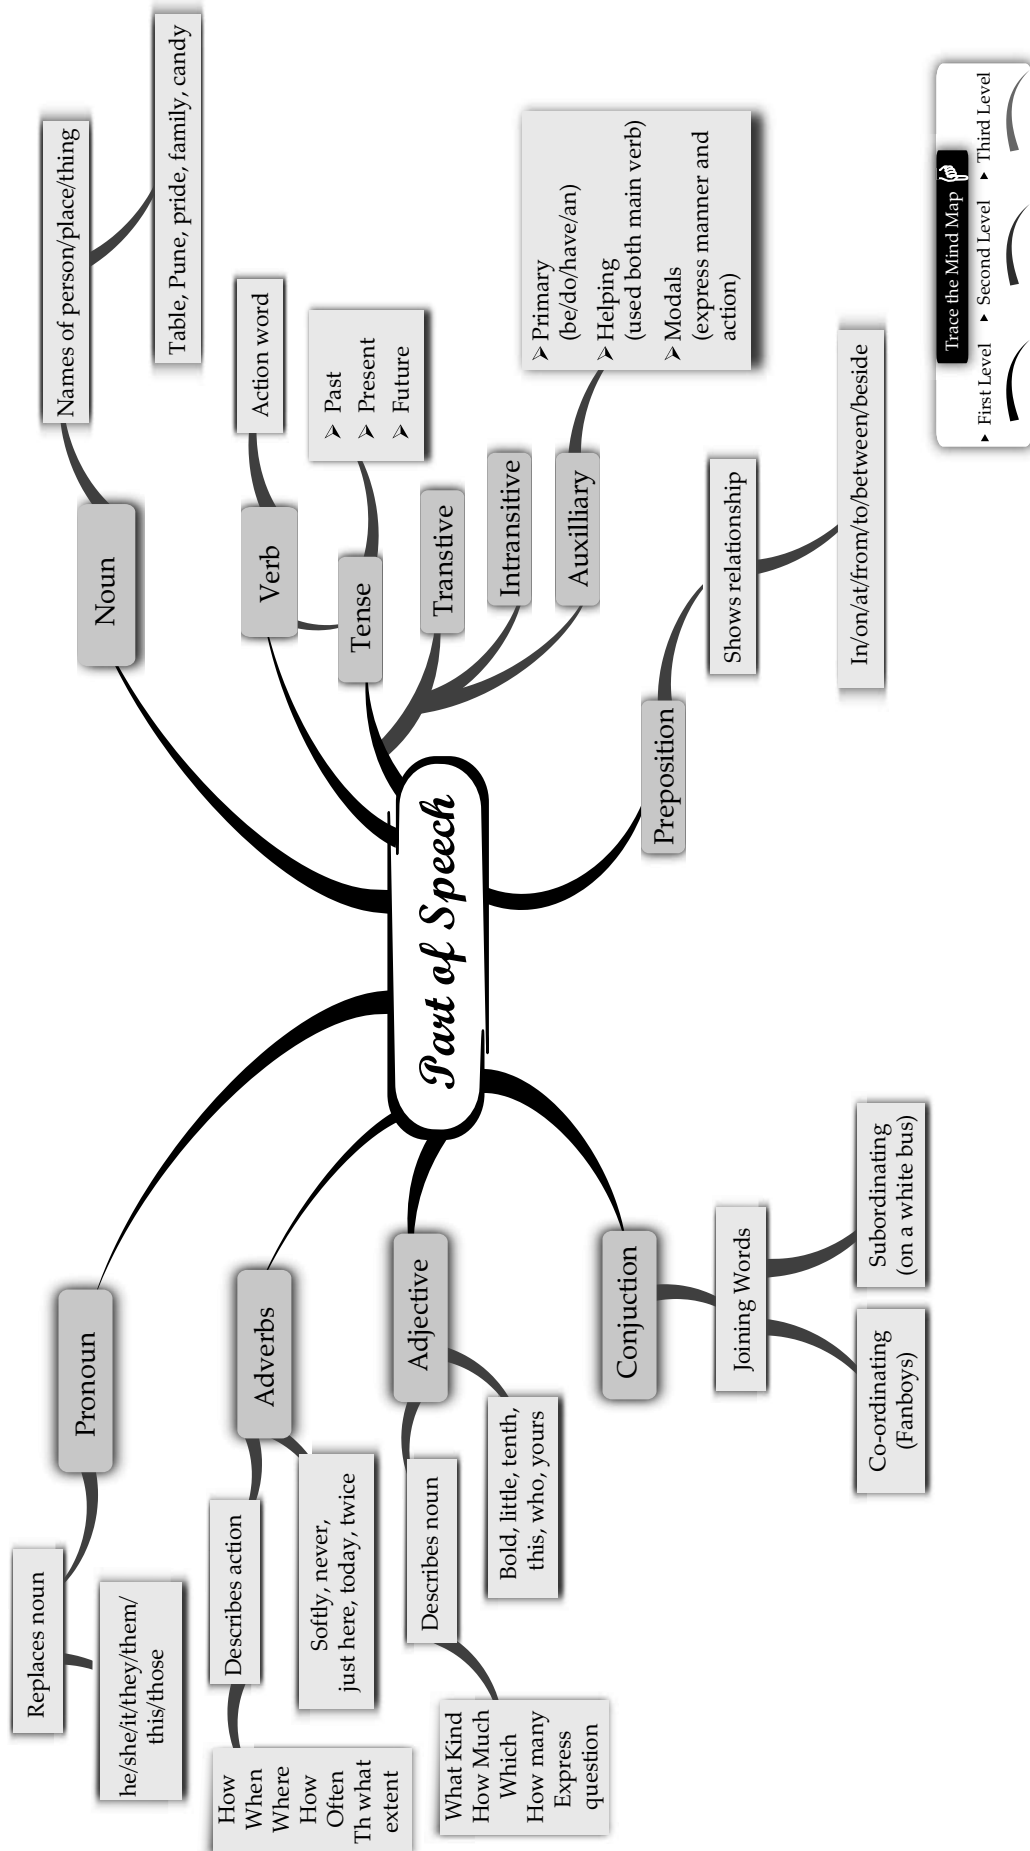 Part of Speech
Noun
Names of person/place/thing
Table, Pune, pride, family, candy
Verb
Action word
Tense
➢ Past
➢ Present
➢ Future
Transtive
Intransitive
Auxilliary
➢ Primary
(be/do/have/an)
➢ Helping
(used both main verb)
➢ Modals
(express manner and
action)
Preposition
Shows relationship
In/on/at/from/to/between/beside
Pronoun
Replaces noun
he/she/it/they/them/
this/those
Adverbs
Describes action
How
When
Where
How
Often
Th what
extent
Softly, never,
just here, today, twice
Adjective
Describes noun
What Kind
How Much
Which
How many
Express
question
Bold, little, tenth,
this, who, yours
Conjuction
Joining Words
Co-ordinating
(Fanboys)
Subordinating
(on a white bus)
Trace the Mind Map
▸ First Level ▸ Second Level ▸ Third Level